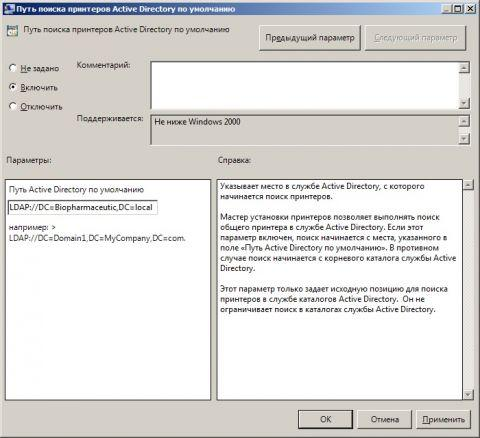 Путь поиска принтеров Active Directory по умолчанию
Путь поиска принтеров Active Directory по умолчанию
Предыдущий параметр
Следующий параметр
Не задано
Включить
Отключить
Комментарий:
Поддерживается:
Не ниже Windows 2000
Параметры:
Справка:
Путь Active Directory по умолчанию
LDAP://DC=Biopharmaceutic,DC=local
например: >
LDAP://DC=Domain1,DC=MyCompany,DC=com.
Указывает место в службе Active Directory, с которого
начинается поиск принтеров.
Мастер установки принтеров позволяет выполнять поиск
общего принтера в службе Active Directory. Если этот
параметр включен, поиск начинается с места, указанного в
поле «Путь Active Directory по умолчанию». В противном
случае поиск начинается с корневого каталога службы Active
Directory.
Этот параметр только задает исходную позицию для поиска
принтеров в службе каталогов Active Directory. Он не
ограничивает поиск в каталогах службы Active Directory.
ОК
Отмена
Применить